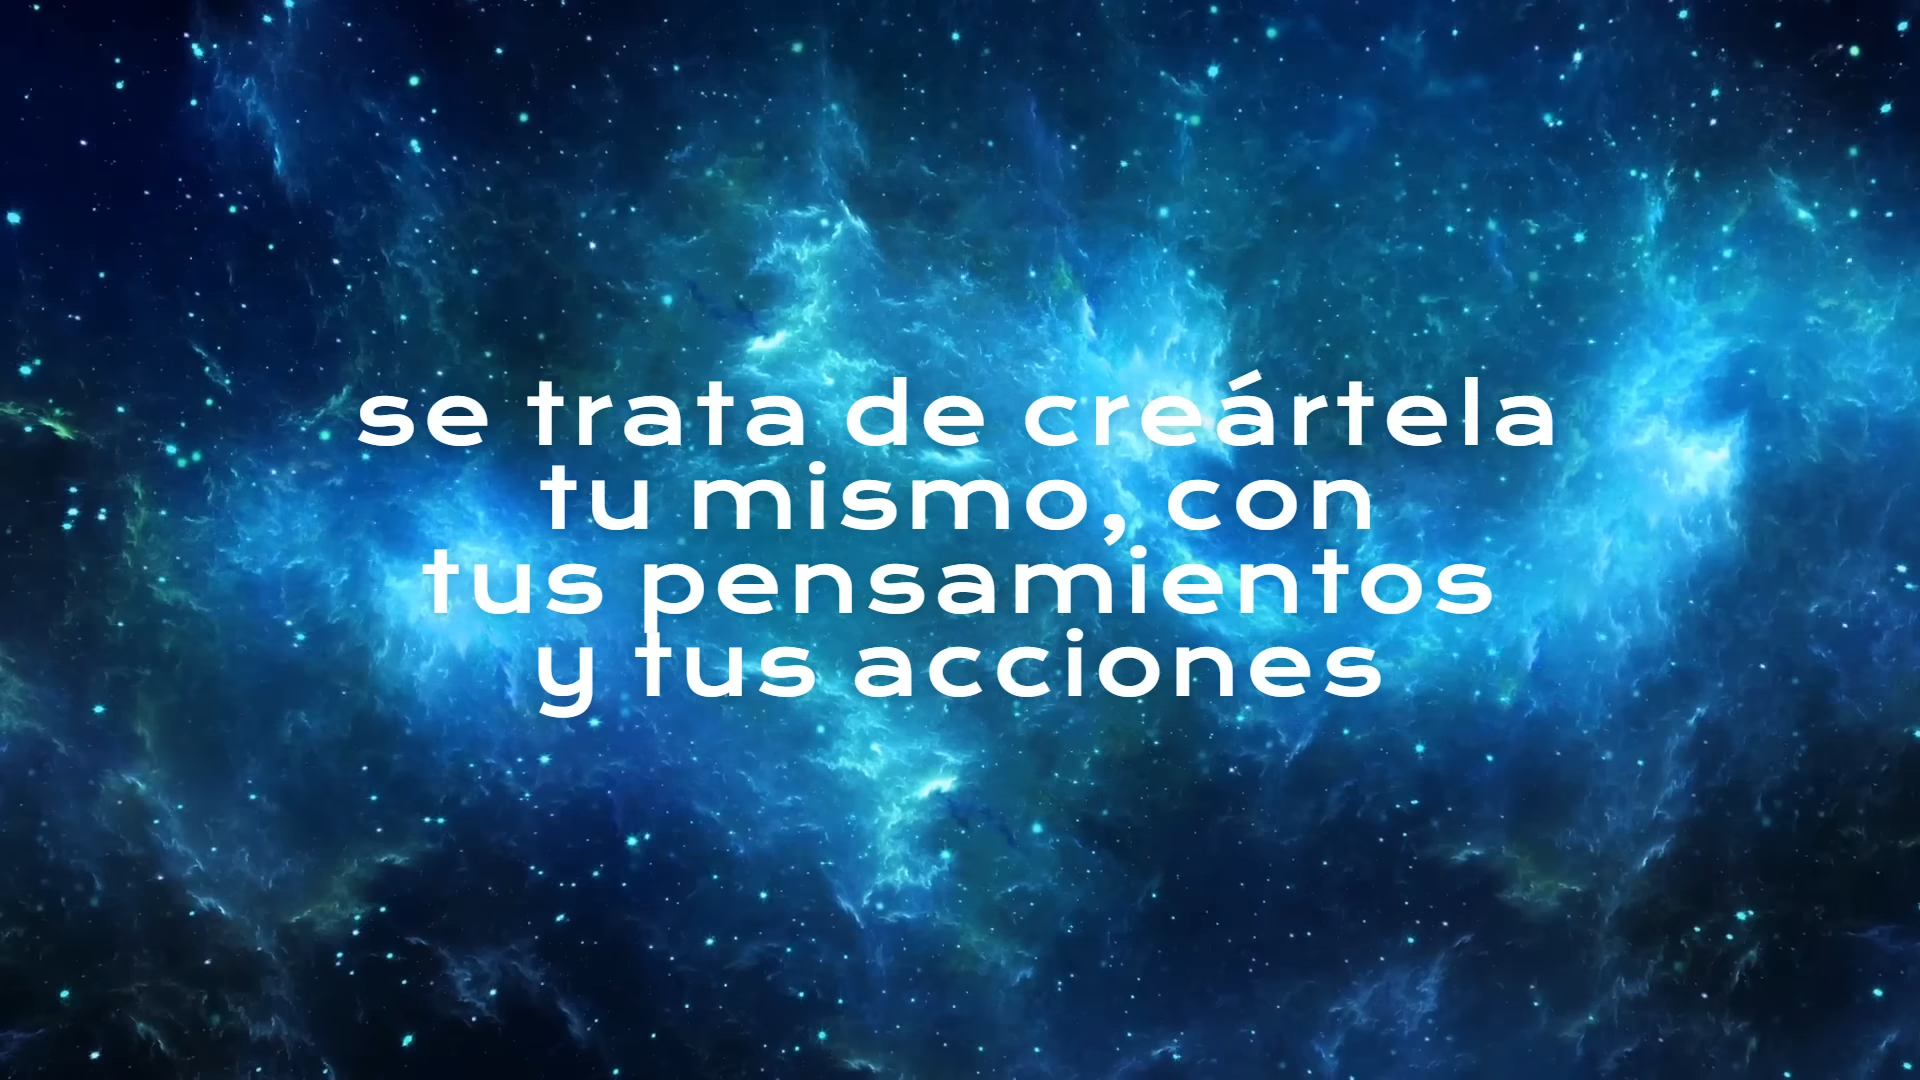 se trata de creártela
tu mismo, con
tus pensamientos
y tus acciones